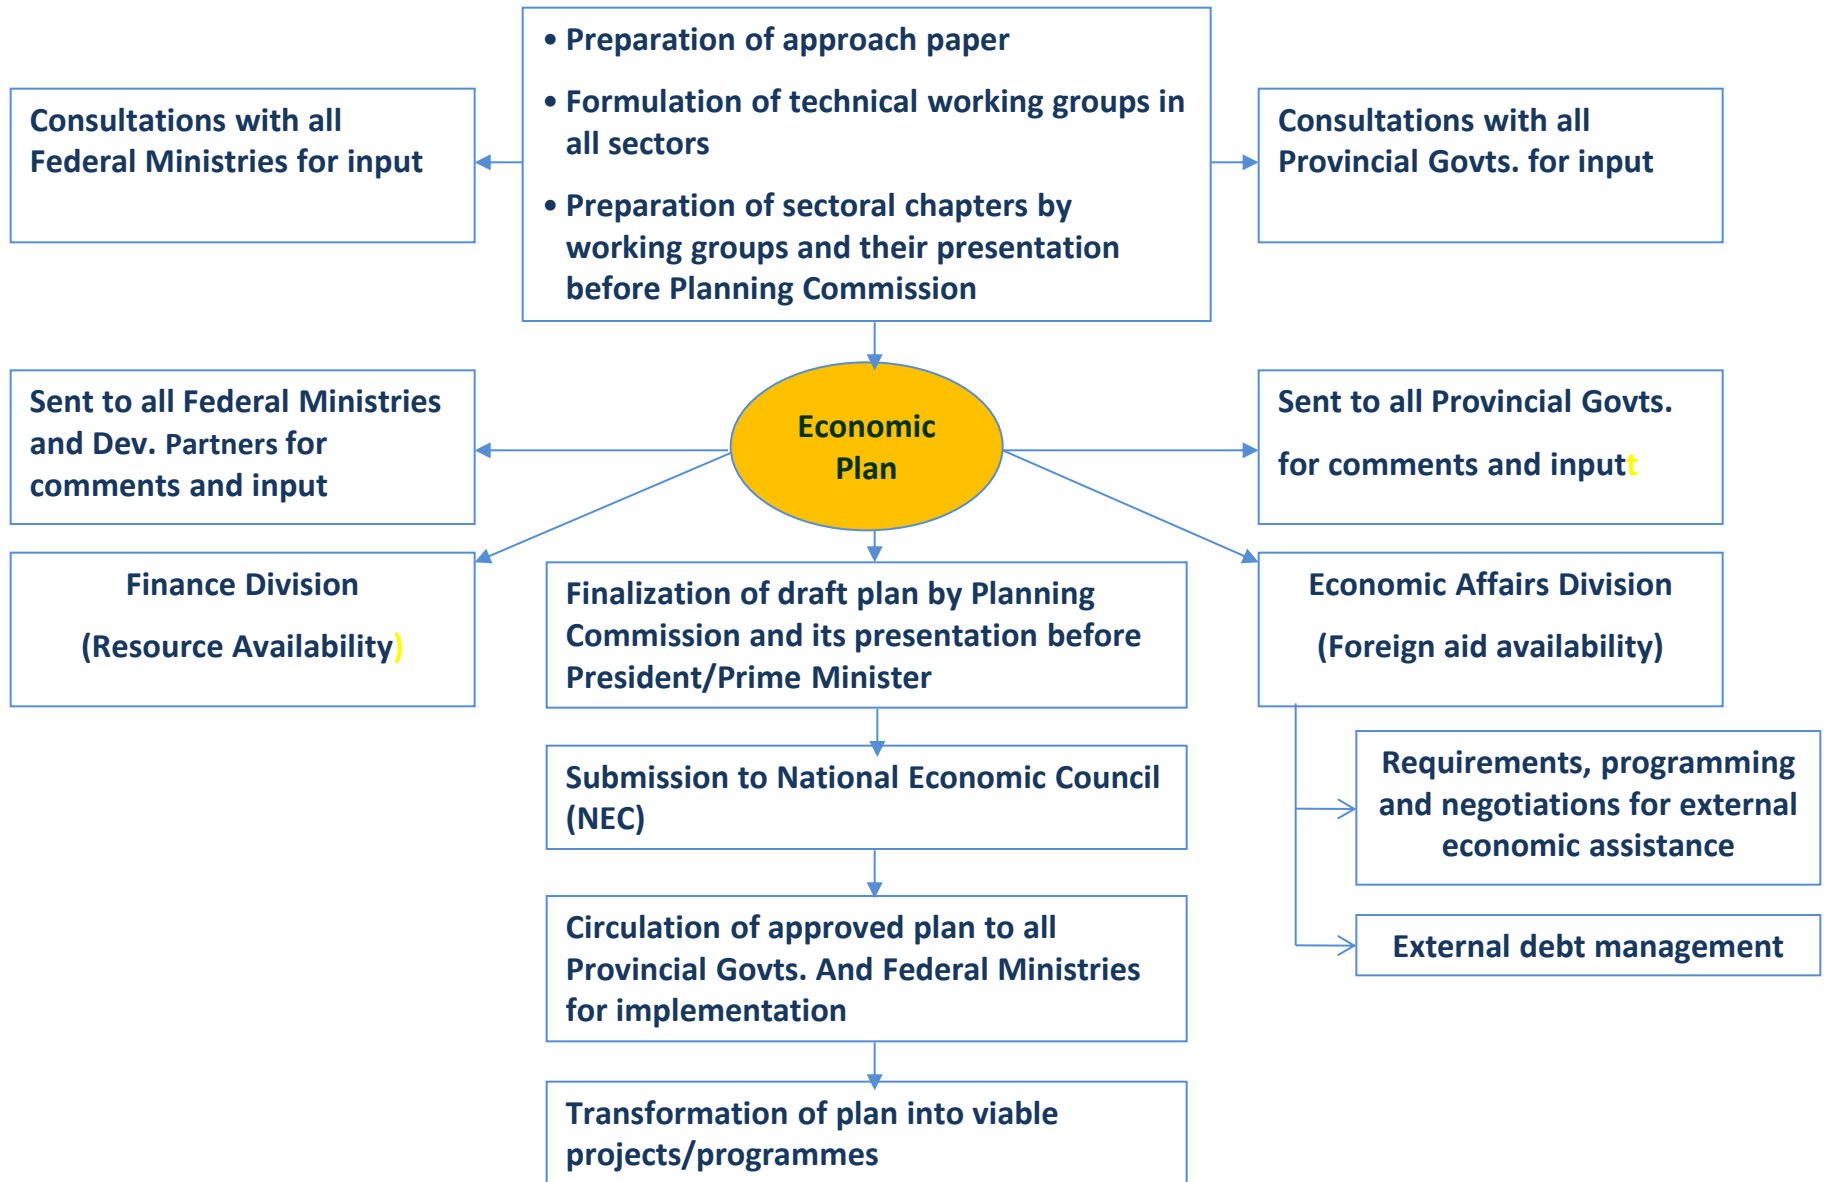 • Preparation of approach paper
• Formulation of technical working groups in
all sectors
• Preparation of sectoral chapters by
working groups and their presentation
before Planning Commission
Consultations with all
Federal Ministries for input
Consultations with all
Provincial Govts. for input
Economic
Plan
Sent to all Federal Ministries
and Dev. Partners for
comments and input
Sent to all Provincial Govts.
for comments and inputt
Finance Division
(Resource Availability)
Finalization of draft plan by Planning
Commission and its presentation before
President/Prime Minister
Economic Affairs Division
(Foreign aid availability)
Submission to National Economic Council
(NEC)
Requirements, programming
and negotiations for external
economic assistance
Circulation of approved plan to all
Provincial Govts. And Federal Ministries
for implementation
External debt management
Transformation of plan into viable
projects/programmes